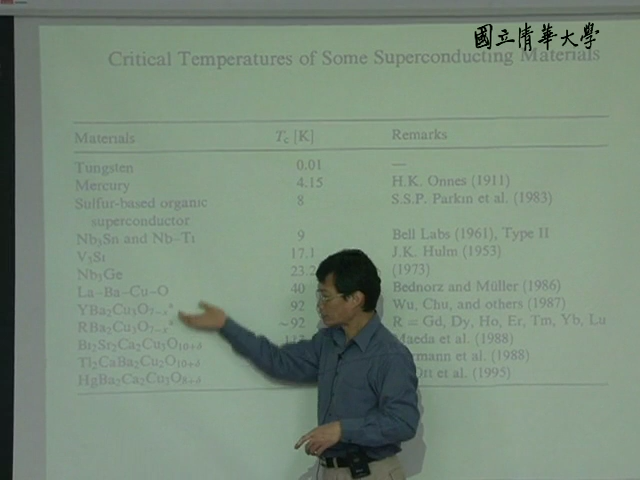 國立清華大學
Critical Temperatures of Some Superconducting Materials
Materials Tc [K] Remarks
Tungsten 0.01 —
Mercury 4.15 H.K. Onnes (1911)
Sulfur-based organic 8 S.S.P. Parkin et al. (1983)
superconductor
Nb3Sn and Nb–Ti 9 Bell Labs (1961), Type II
V3Si 17.1 J.K. Hulm (1953)
Nb3Ge 23.2 (1973)
La–Ba–Cu–O 40 Bednorz and Müller (1986)
YBa2Cu3O7−x* 92 Wu, Chu, and others (1987)
RBa2Cu3O7−x* ~92 R = Gd, Dy, Ho, Er, Tm, Yb, Lu
Bi2Sr2Ca2Cu3O10+δ Maeda et al. (1988)
Tl2CaBa2Cu2O10+δ et al. (1988)
HgBa2Ca2Cu3O8+δ Ott et al. (1995)